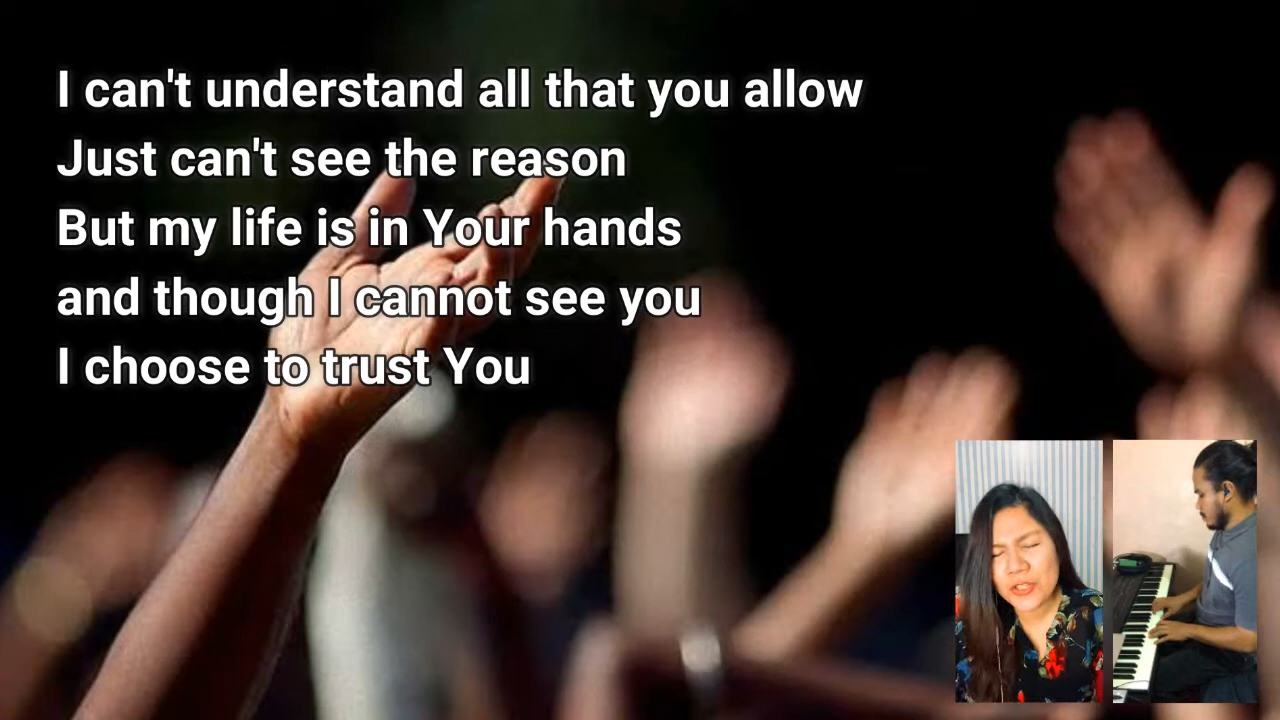 I can't understand all that you allow
Just can't see the reason
But my life is in Your hands
and though I cannot see you
I choose to trust You